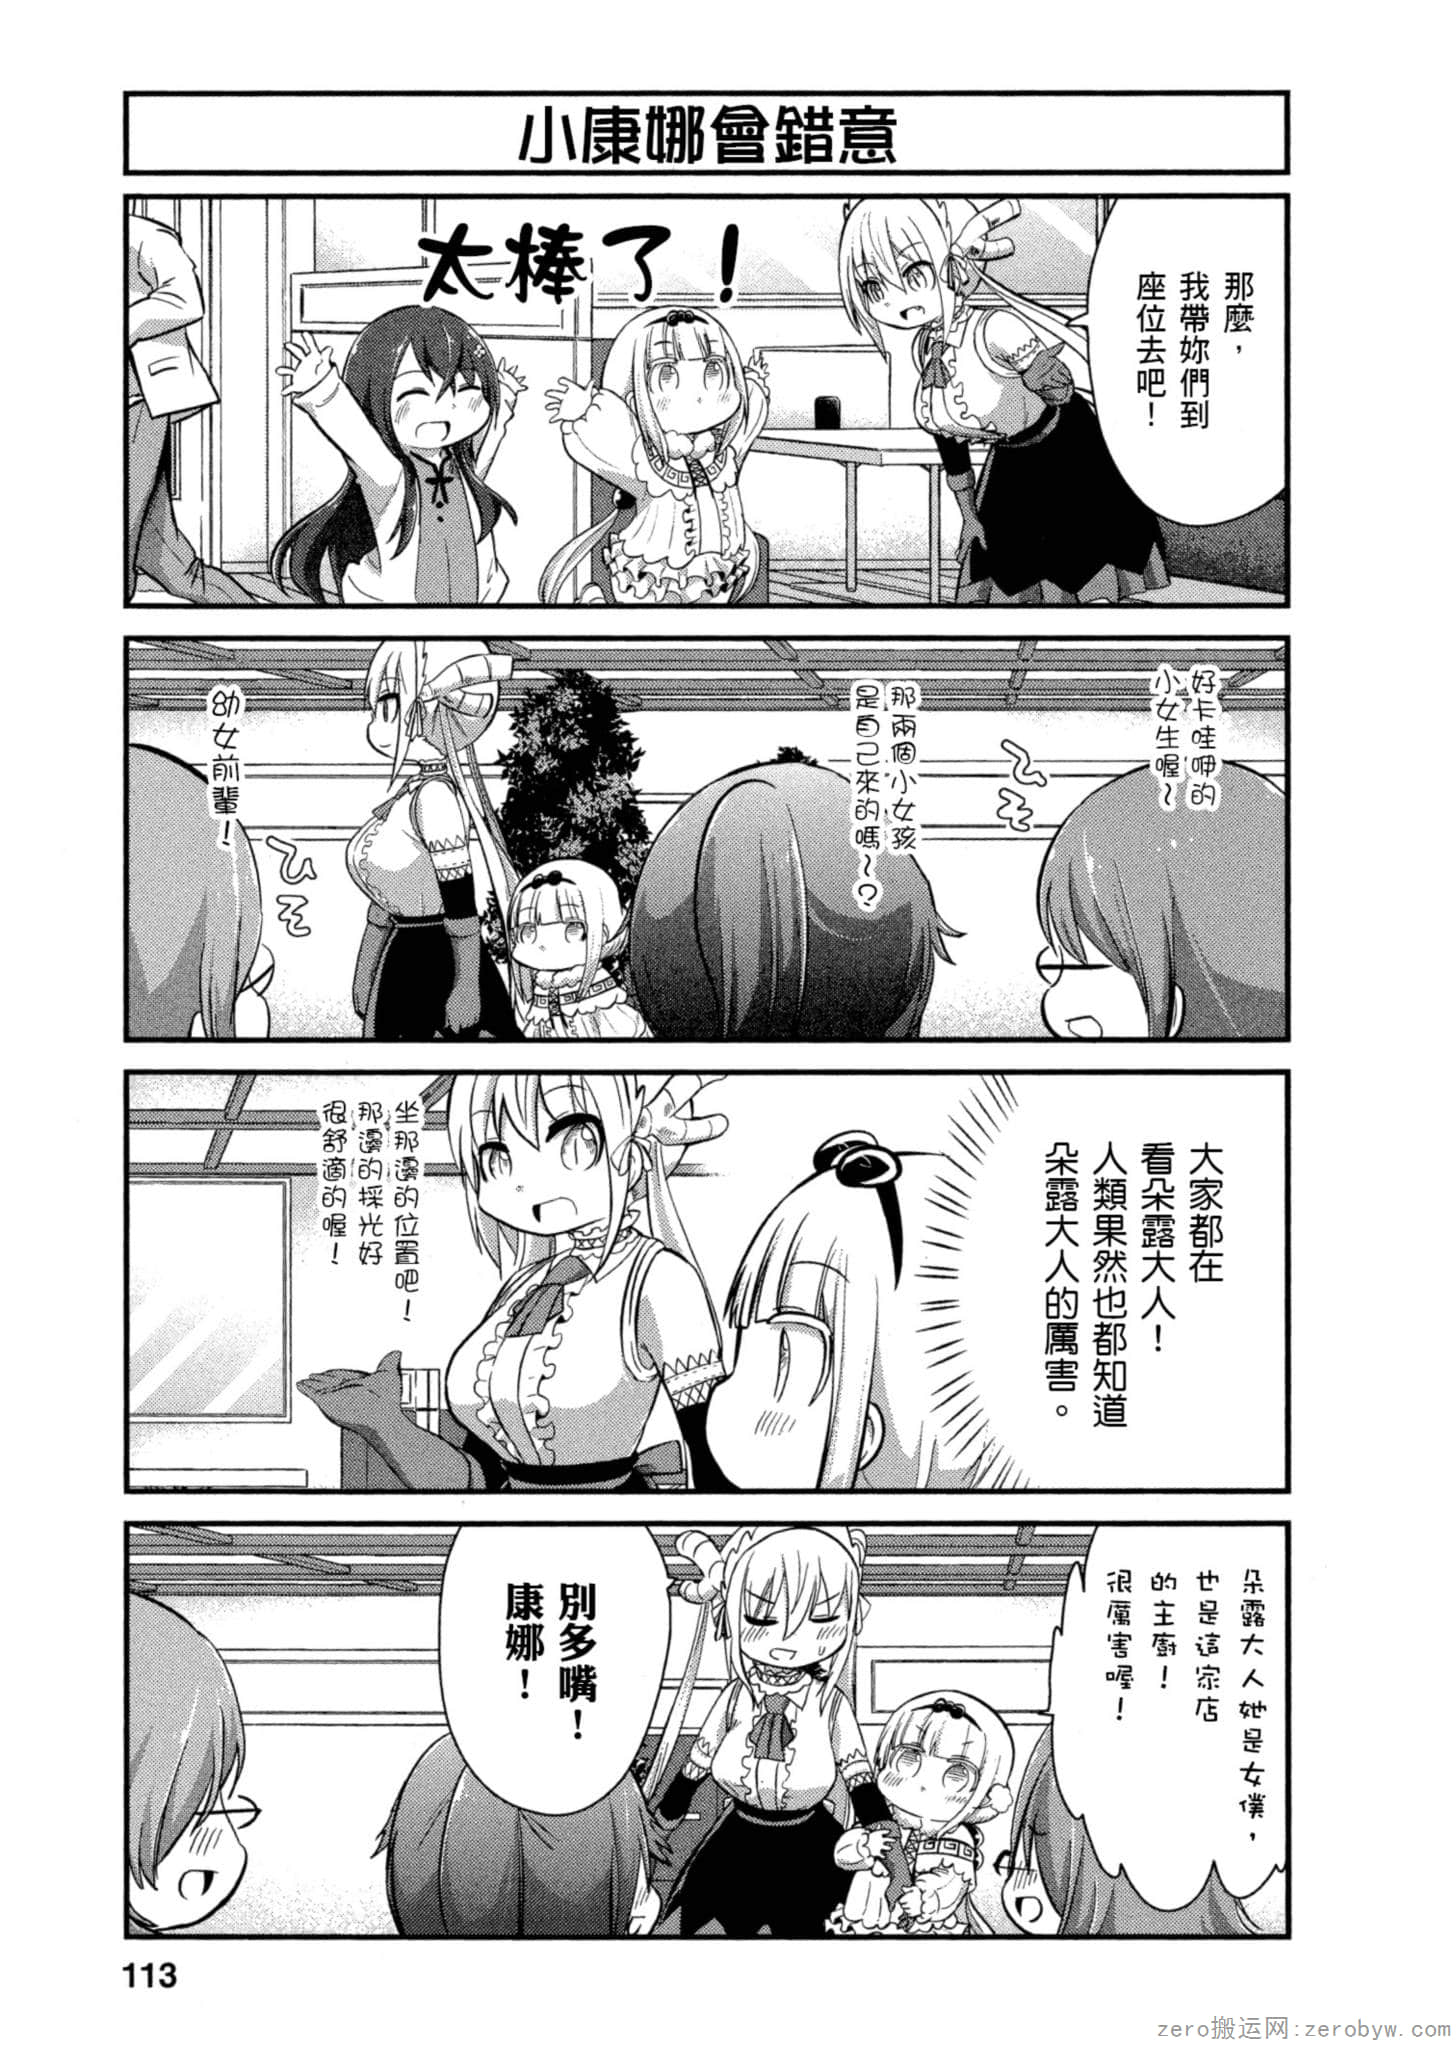 小康娜會錯意
那麼，
我帶妳們到
座位去吧！
太棒了！
好卡哇咿的
小女生喔～
ひそ
那兩個小女孩
是自己來的嗎～？
ひそ
幼女前輩！
大家都在
看朵露大人！
人類果然也都知道
朵露大人的厲害。
坐那邊的位置吧！
那邊的採光好
很舒適的喔！
朵露大人她是女僕，
也是這家店
的主廚！
很厲害喔！
別多嘴！
康娜！
113
zero搬运网:zerobyw.com